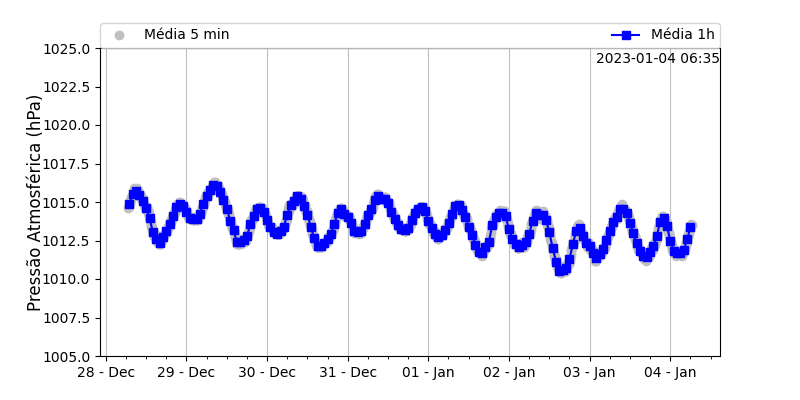 Média 5 min
Média 1h
2023-01-04 06:35
Pressão Atmosférica (hPa)
1025.0
1022.5
1020.0
1017.5
1015.0
1012.5
1010.0
1007.5
1005.0
28 - Dec
29 - Dec
30 - Dec
31 - Dec
01 - Jan
02 - Jan
03 - Jan
04 - Jan